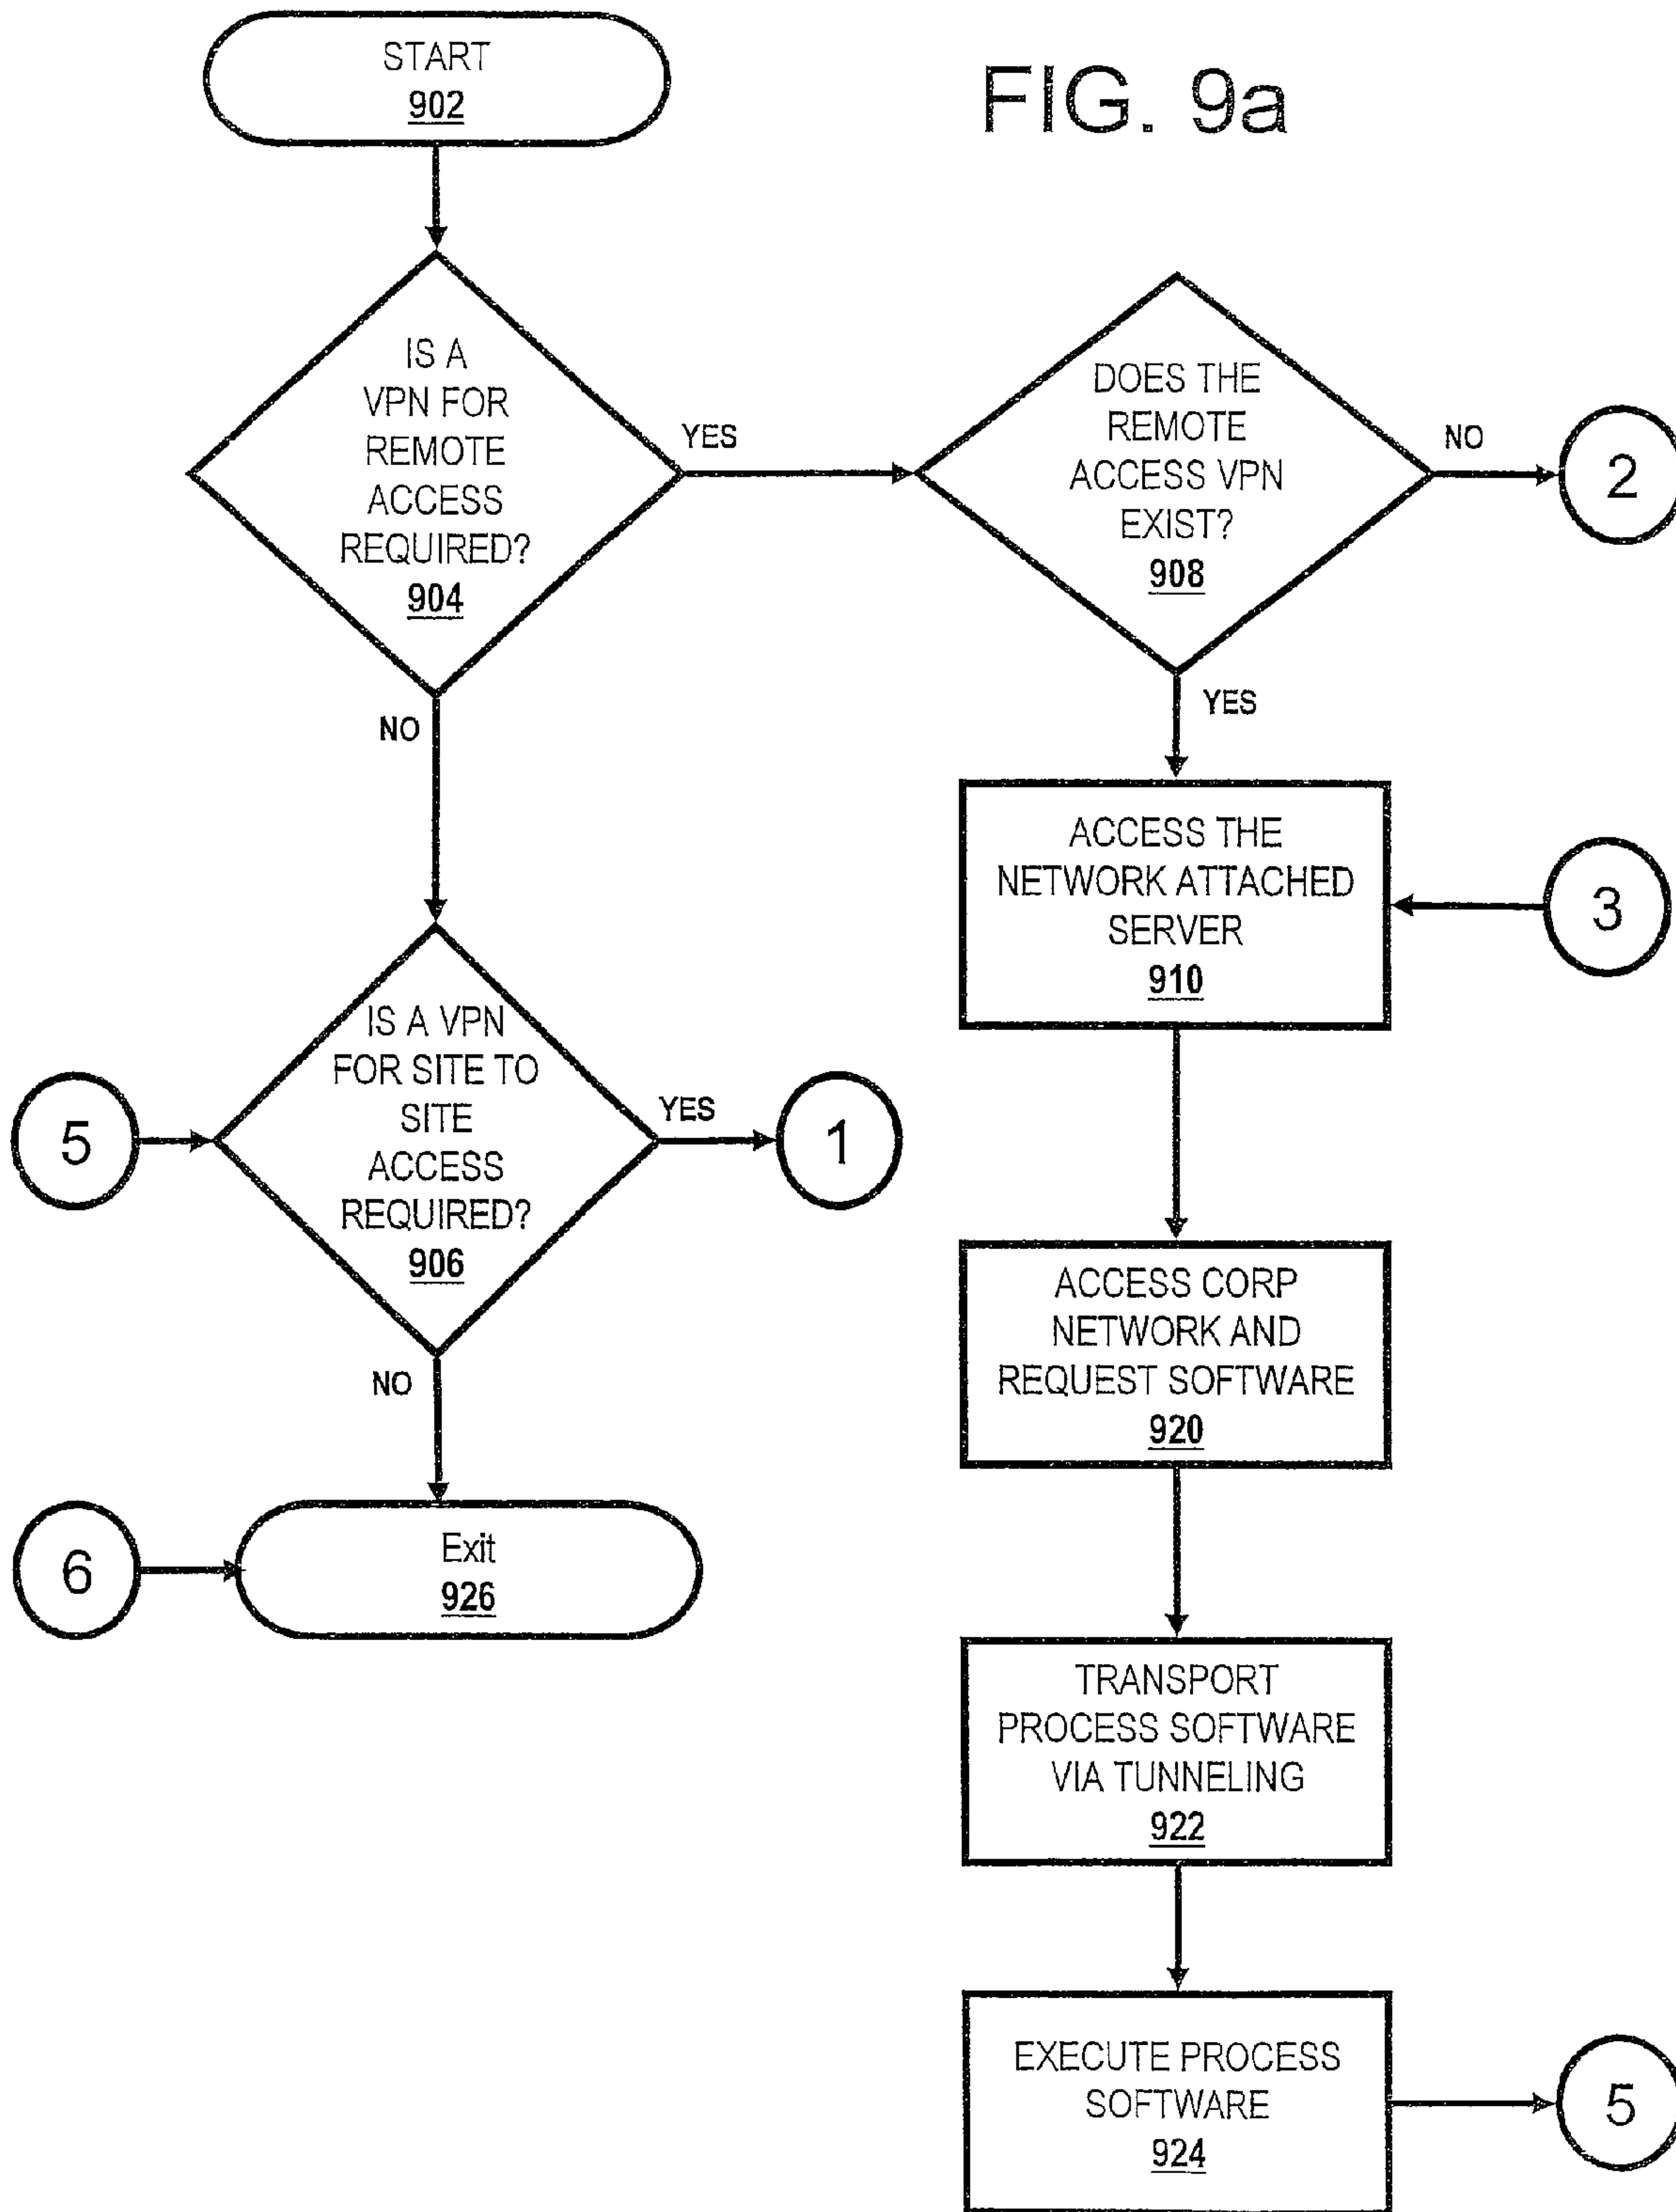 START
902
FIG. 9a
IS A
VPN FOR
REMOTE
ACCESS
REQUIRED?
904
YES
NO
DOES THE
REMOTE
ACCESS VPN
EXIST?
908
NO
2
YES
ACCESS THE
NETWORK ATTACHED
SERVER
910
3
5
IS A VPN
FOR SITE TO
SITE
ACCESS
REQUIRED?
906
YES
1
NO
ACCESS CORP
NETWORK AND
REQUEST SOFTWARE
920
6
Exit
926
TRANSPORT
PROCESS SOFTWARE
VIA TUNNELING
922
EXECUTE PROCESS
SOFTWARE
924
5